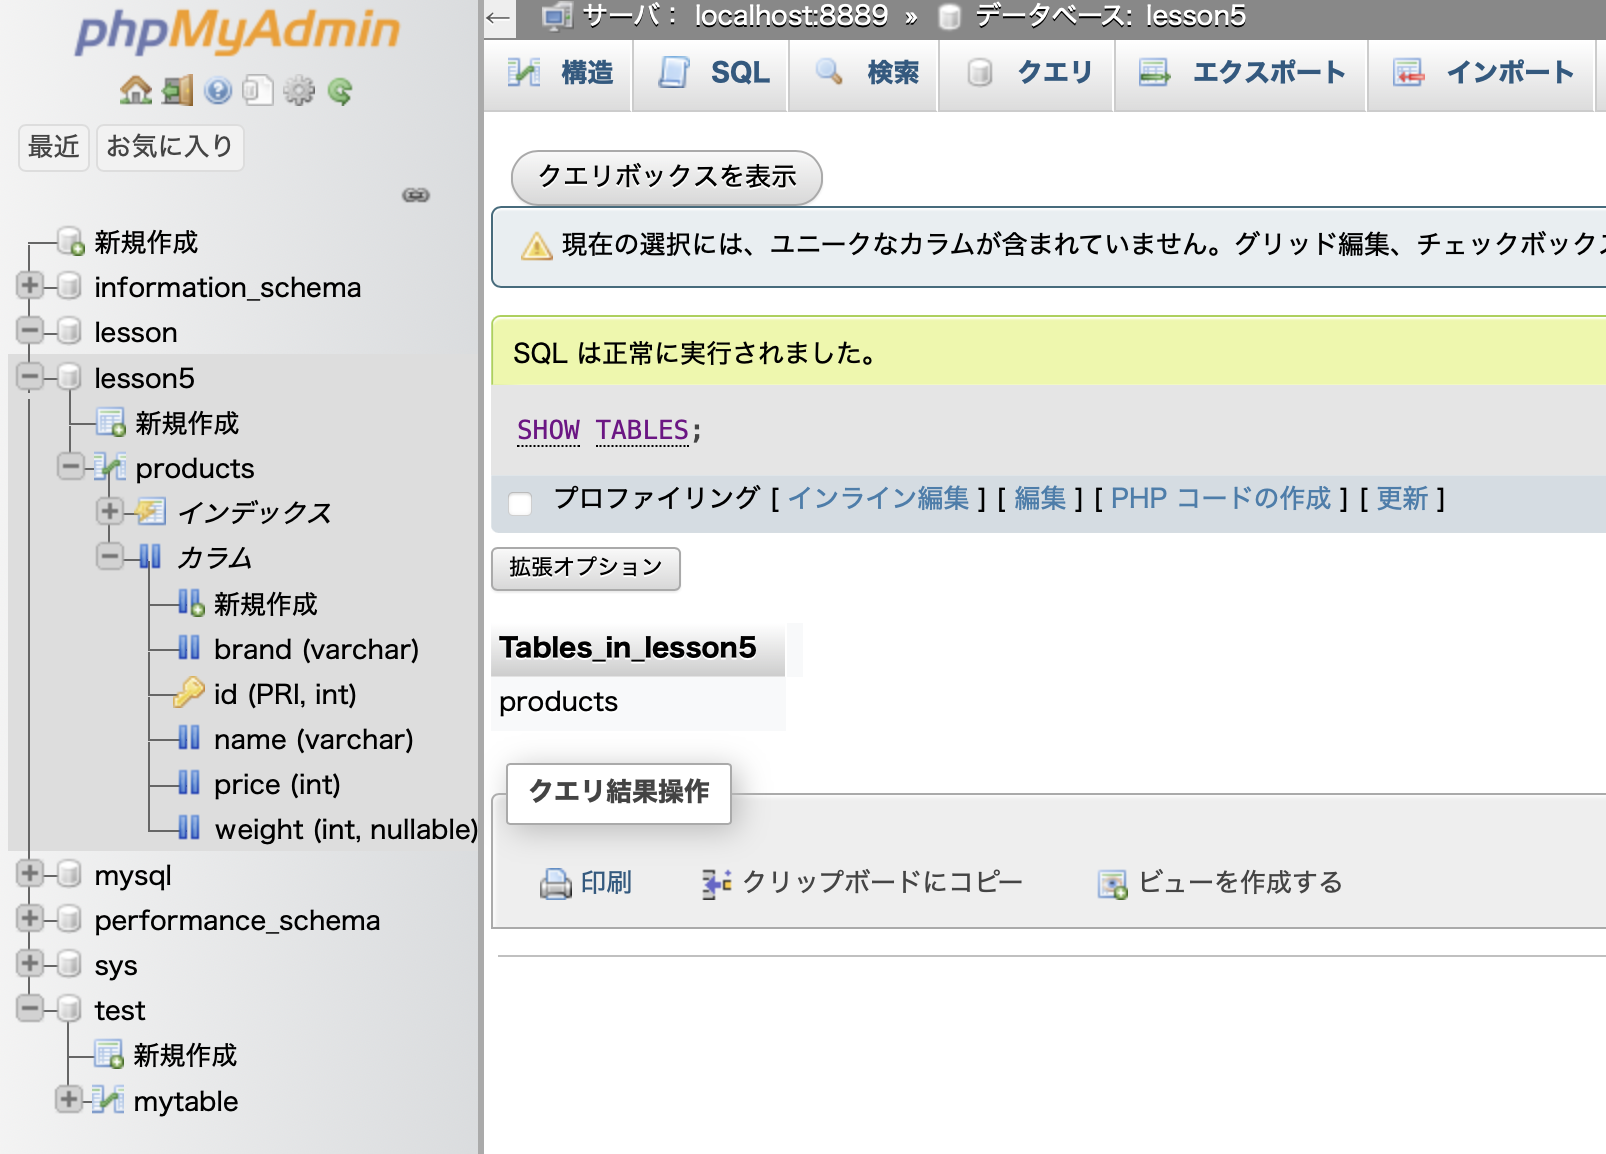 phpMyAdmin
最近 お気に入り
新規作成
information_schema
lesson
lesson5
新規作成
products
インデックス
カラム
新規作成
brand (varchar)
id (PRI, int)
name (varchar)
price (int)
weight (int, nullable)
mysql
performance_schema
sys
test
新規作成
mytable
← サーバ： localhost:8889 » データベース: lesson5
構造 SQL 検索 クエリ エクスポート インポート
クエリボックスを表示
現在の選択には、ユニークなカラムが含まれていません。グリッド編集、チェックボックス
SQL は正常に実行されました。
SHOW TABLES;
プロファイリング [ インライン編集 ] [ 編集 ] [ PHP コードの作成 ] [ 更新 ]
拡張オプション
Tables_in_lesson5
products
クエリ結果操作
印刷 クリップボードにコピー ビューを作成する